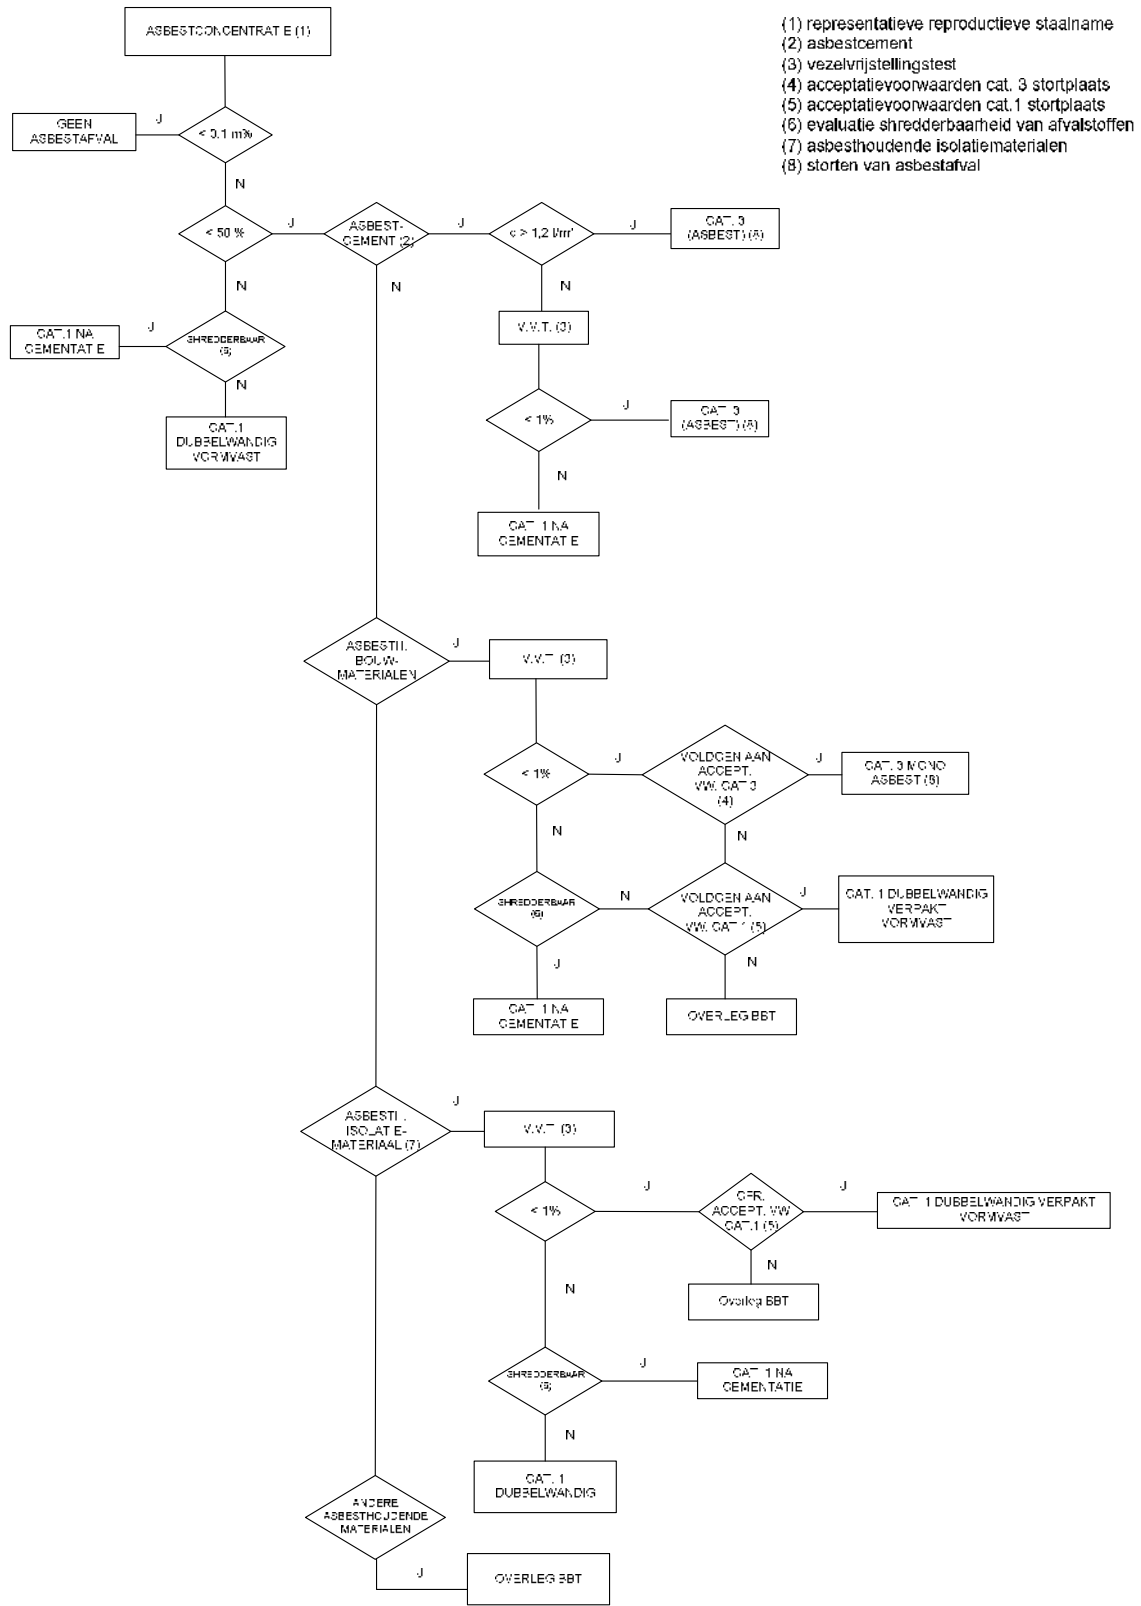 ASBESTCONCENTRATIE (1)
(1) representatieve reproductieve staalname
(2) asbestcement
(3) vezelvrijstellingstest
(4) acceptatievoorwaarden cat. 3 stortplaats
(5) acceptatievoorwaarden cat.1 stortplaats
(6) evaluatie shredderbaarheid van afvalstoffen
(7) asbesthoudende isolatiematerialen
(8) storten van asbestafval
GEEN
ASBESTAFVAL
J
< 0.1 m%
N
< 50 %
J
ASBEST-
CEMENT (2)
J
J
CAT. 3
(ASBEST) (8)
N
N
N
CAT.1 NA
CEMENTATIE
J
SHREDDERBAAR
(6)
N
V.V.T. (3)
CAT.1
DUBBELWANDIG
VORMVAST
< 1%
J
CAT. 3
(ASBEST) (8)
N
CAT. 1 NA
CEMENTATIE
ASBESTH.
BOUW-
MATERIALEN
J
V.V.T. (3)
< 1%
J
VOLDOEN AAN
ACCEPT.
VW. CAT 3
(4)
J
CAT. 3 MONO
ASBEST (8)
N
N
SHREDDERBAAR
(6)
N
VOLDOEN AAN
ACCEPT.
VW. CAT 1 (5)
J
CAT. 1 DUBBELWANDIG
VERPAKT
VORMVAST
J
N
CAT. 1 NA
CEMENTATIE
OVERLEG BBT
ASBESTH.
ISOLATIE-
MATERIAAL (7)
J
V.V.T. (3)
< 1%
J
CFR.
ACCEPT. VW
CAT.1 (5)
J
CAT. 1 DUBBELWANDIG VERPAKT
VORMVAST
N
N
Overleg BBT
SHREDDERBAAR
(6)
J
CAT. 1 NA
CEMENTATIE
N
CAT. 1
DUBBELWANDIG
ANDERE
ASBESTHOUDENDE
MATERIALEN
J
OVERLEG BBT